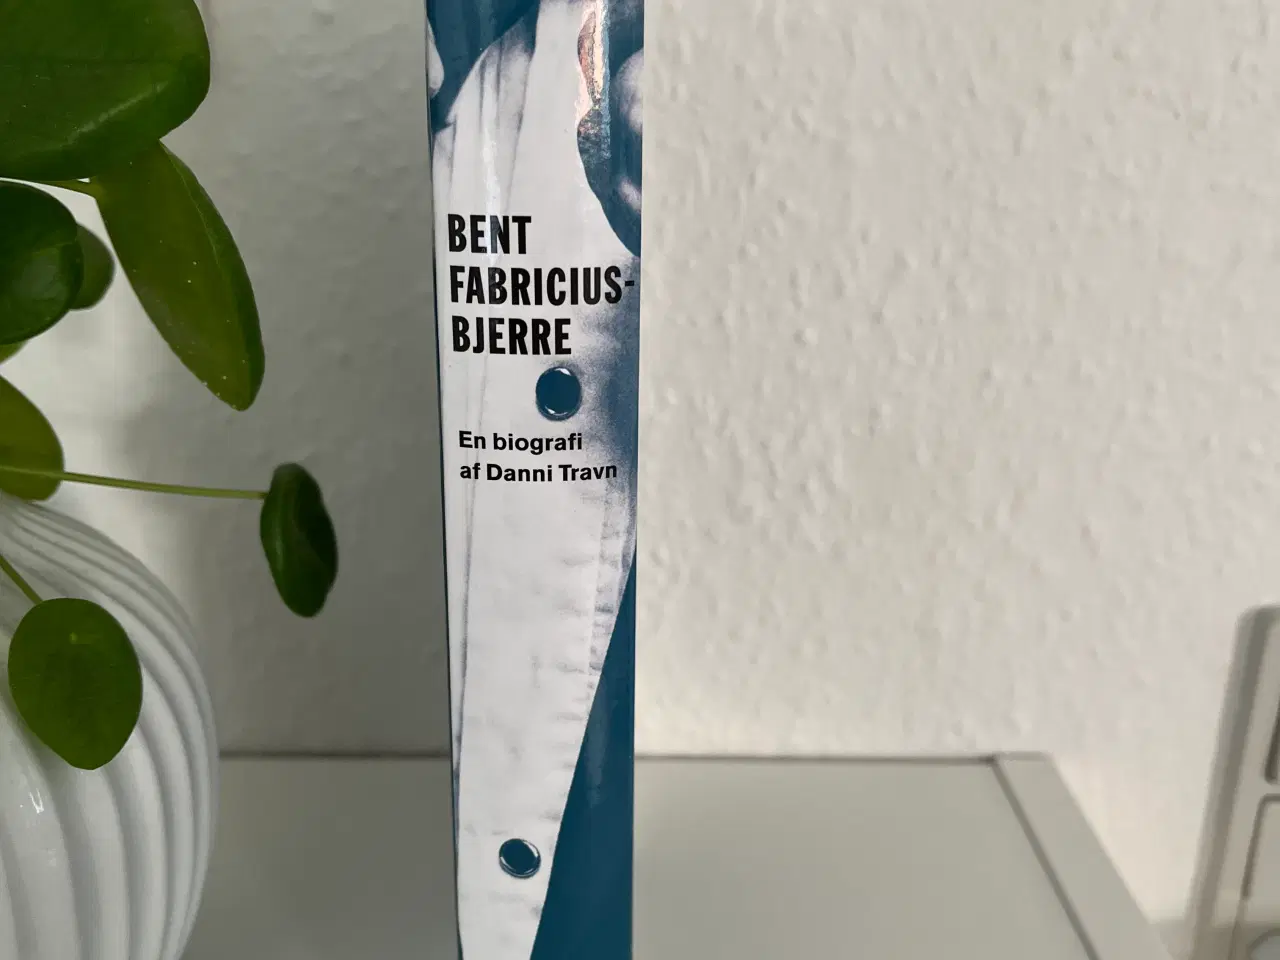 BENT
FABRICIUS-
BJERRE
En biografi
af Danni Travn